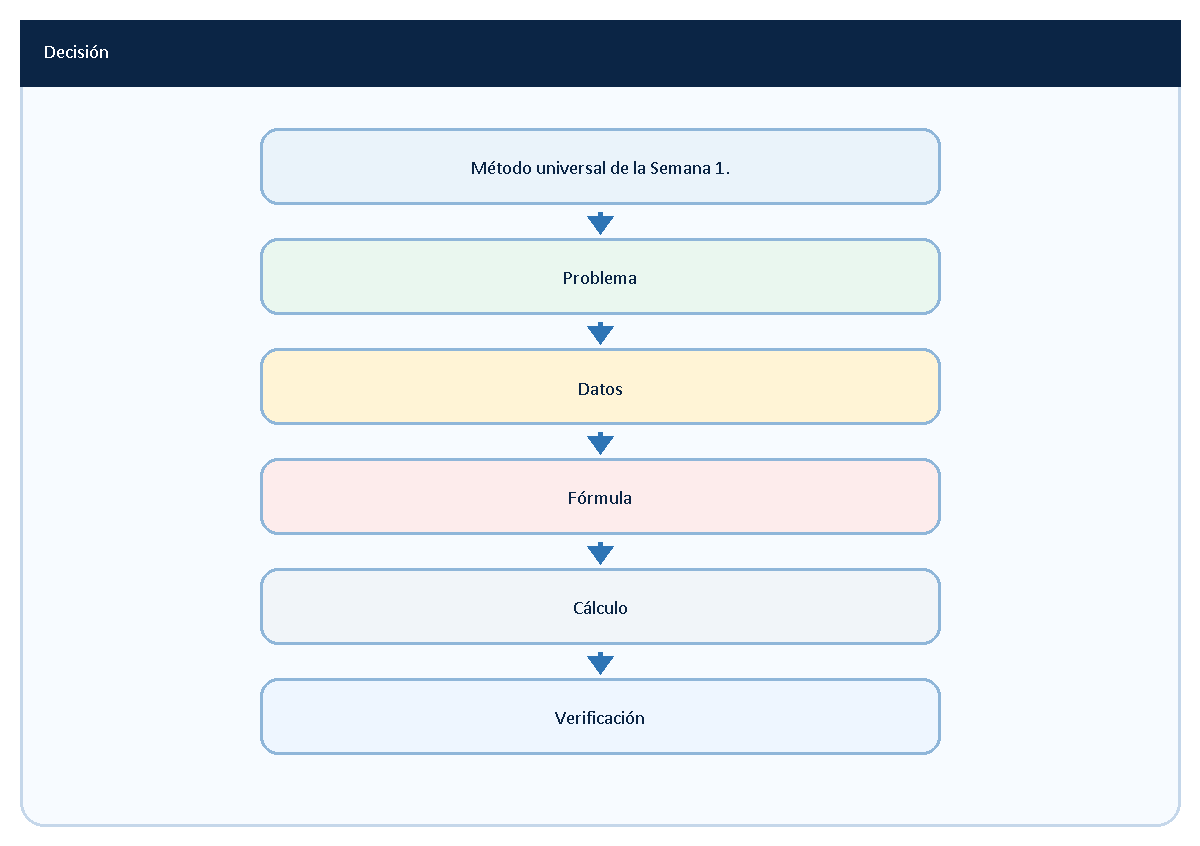 Decisión
Método universal de la Semana 1.
Problema
Datos
Fórmula
Cálculo
Verificación